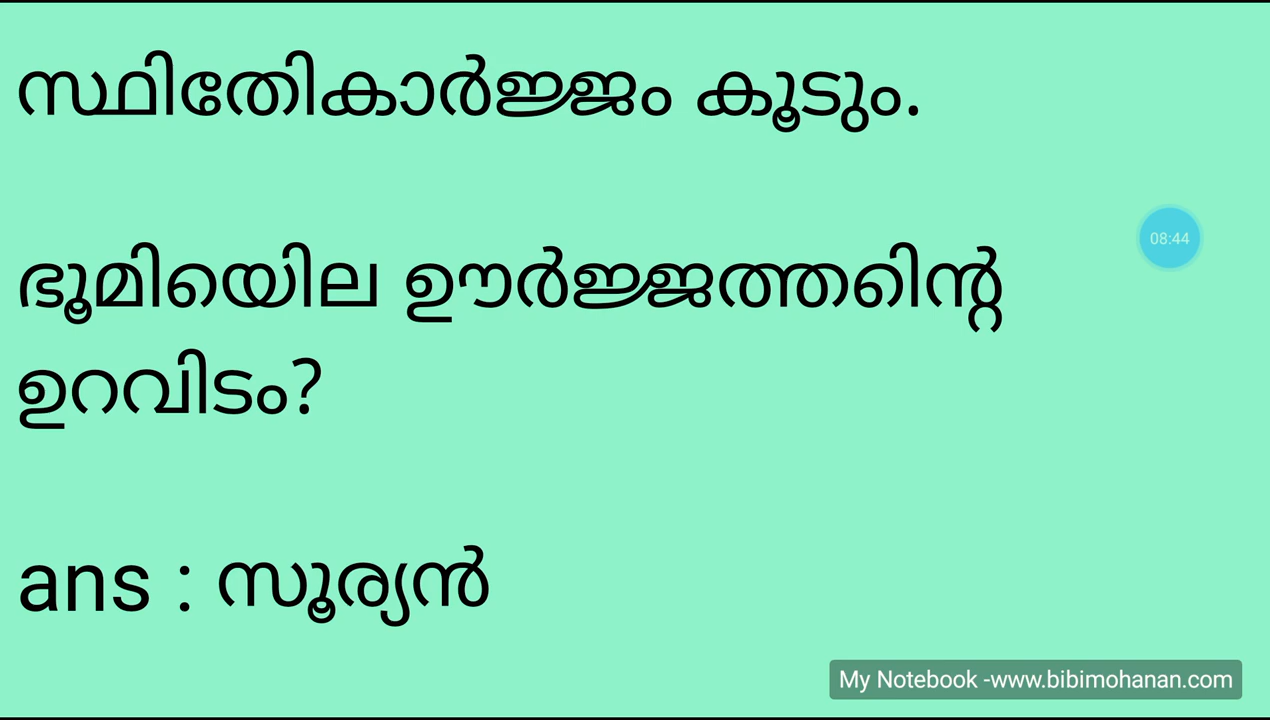 സ്ഥിതേികാർജ്ജം കൂടും.
ഭൂമിയെില ഊർജ്ജത്തിൻ്റെ
ഉറവിടം?
ans : സൂര്യൻ
08:44
My Notebook -www.bibimohanan.com